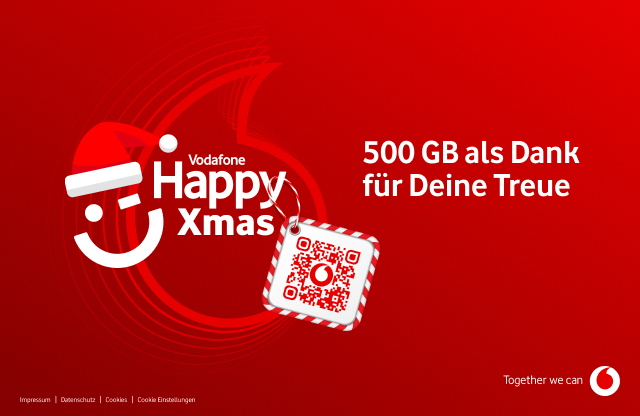 Vodafone
Happy
Xmas
500 GB als Dank
für Deine Treue
Together we can
Impressum | Datenschutz | Cookies | Cookie Einstellungen